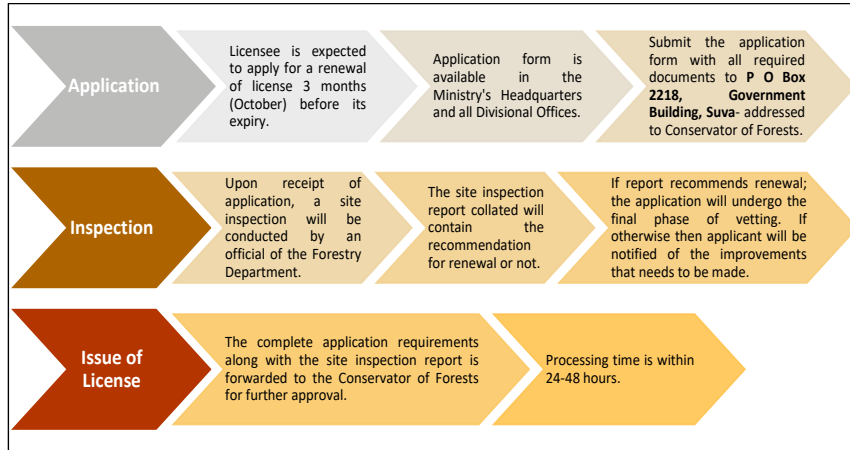 Application
Licensee is expected
to apply for a renewal
of license 3 months
(October) before its
expiry.
Application form is
available in the
Ministry's Headquarters
and all Divisional Offices.
Submit the application
form with all required
documents to P O Box
2218, Government
Building, Suva- addressed
to Conservator of Forests.
Inspection
Upon receipt of
application, a site
inspection will be
conducted by an
official of the Forestry
Department.
The site inspection
report collated will
contain the
recommendation
for renewal or not.
If report recommends renewal;
the application will undergo the
final phase of vetting. If
otherwise then applicant will be
notified of the improvements
that needs to be made.
Issue of
License
The complete application requirements
along with the site inspection report is
forwarded to the Conservator of Forests
for further approval.
Processing time is within
24-48 hours.